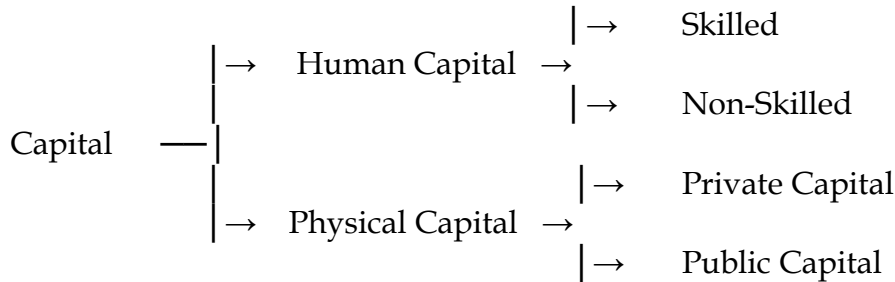 Skilled
Human Capital
Non-Skilled
Capital
Private Capital
Physical Capital
Public Capital